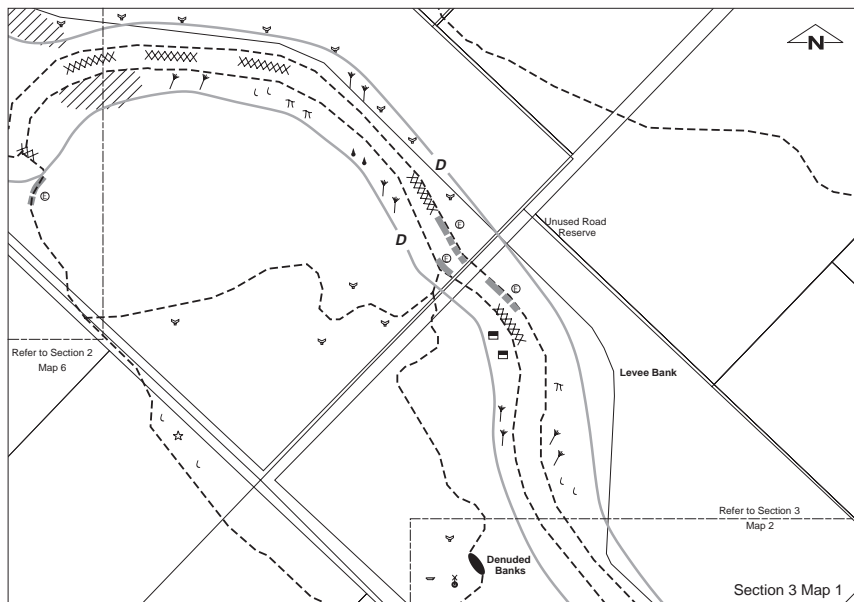 N
D
D
E
E
E
E
Unused Road
Reserve
Refer to Section 2
Map 6
Levee Bank
Refer to Section 3
Map 2
Denuded
Banks
Section 3 Map 1